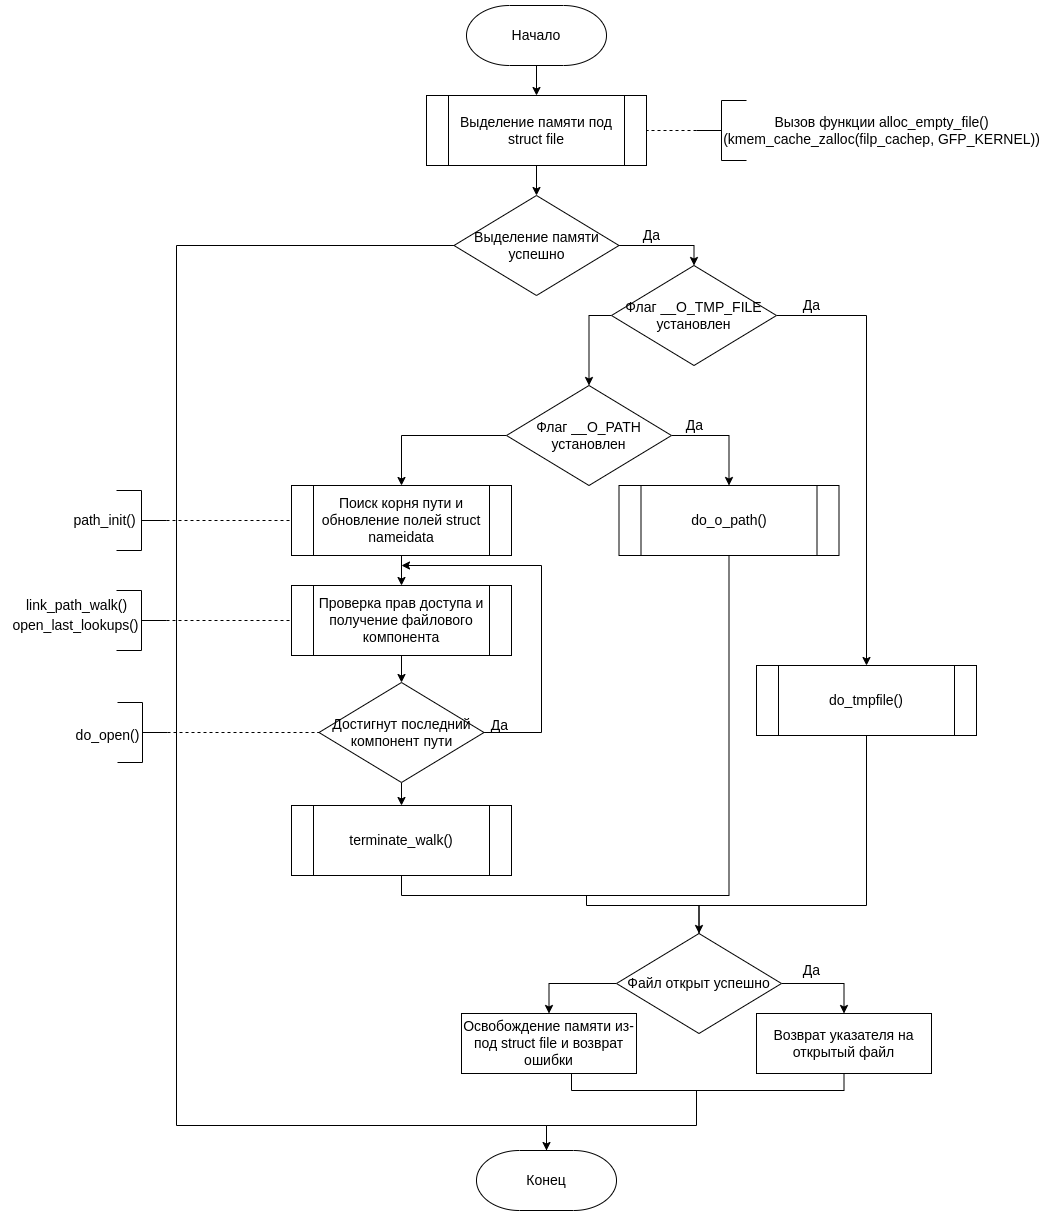 Начало
Выделение памяти под
struct file
Вызов функции alloc_empty_file()
(kmem_cache_zalloc(filp_cachep, GFP_KERNEL))
Выделение памяти
успешно
Да
Флаг __O_TMP_FILE
установлен
Да
Флаг __O_PATH
установлен
Да
path_init()
Поиск корня пути и
обновление полей struct
nameidata
do_o_path()
link_path_walk()
open_last_lookups()
Проверка прав доступа и
получение файлового
компонента
do_tmpfile()
do_open()
Достигнут последний
компонент пути
Да
terminate_walk()
Файл открыт успешно
Да
Освобождение памяти из-
под struct file и возврат
ошибки
Возврат указателя на
открытый файл
Конец